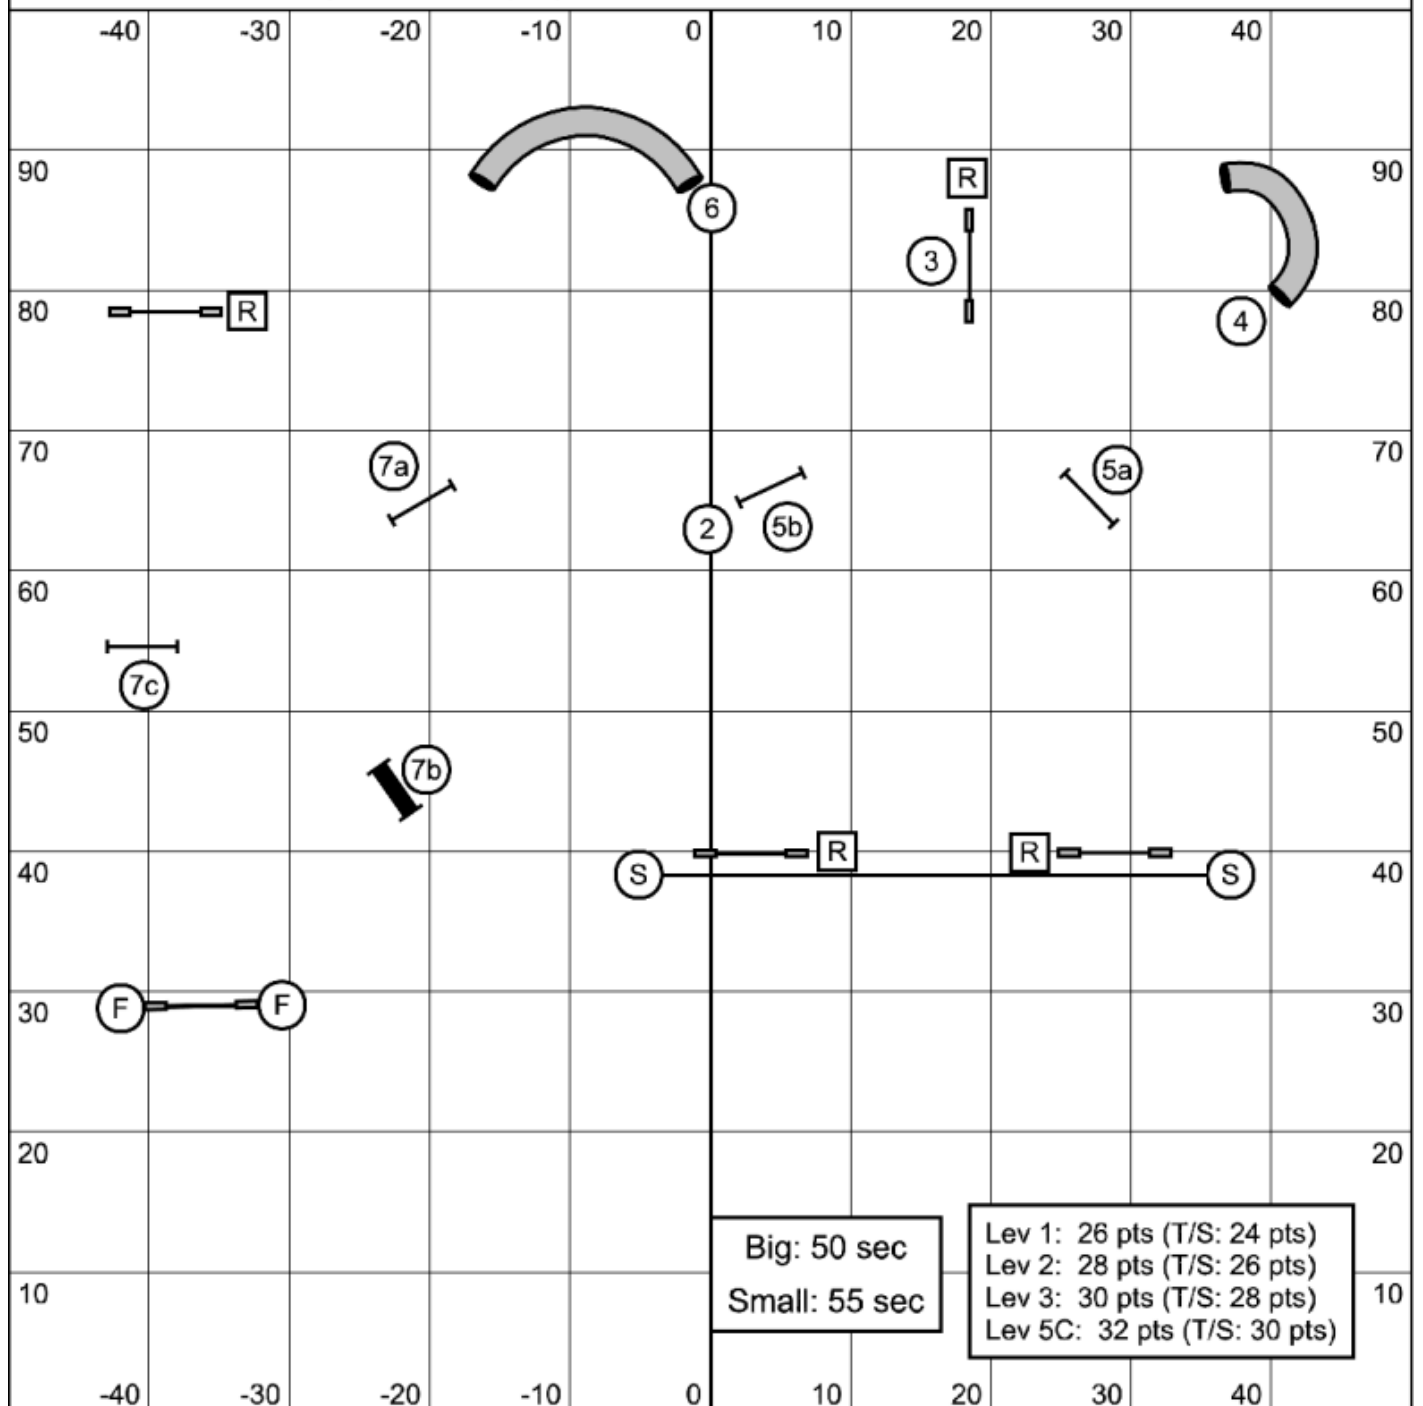 -40 -30 -20 -10 0 10 20 30 40
90 R 90
6
3
80 R 80
4
70 7a 5a 70
2 5b
60 60
7c
50 50
7b
R R
40 S S 40
F F
30 30
20 20
Lev 1: 26 pts (T/S: 24 pts)
Big: 50 sec
Lev 2: 28 pts (T/S: 26 pts)
10 10
Small: 55 sec
Lev 3: 30 pts (T/S: 28 pts)
Lev 5C: 32 pts (T/S: 30 pts)
-40 -30 -20 -10 0 10 20 30 40